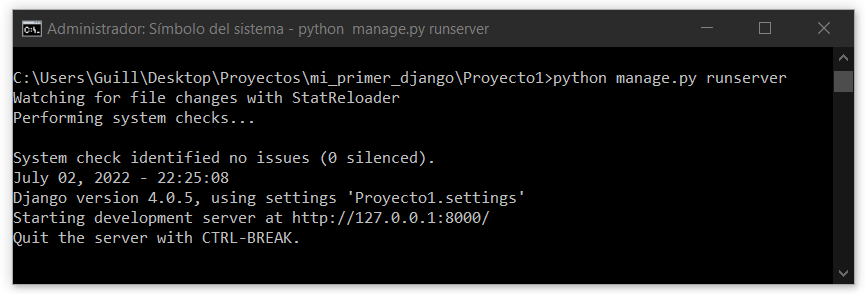 Administrador: Símbolo del sistema - python  manage.py runserver
C:\Users\Guill\Desktop\Proyectos\mi_primer_django\Proyecto1>python manage.py runserver
Watching for file changes with StatReloader
Performing system checks...
System check identified no issues (0 silenced).
July 02, 2022 - 22:25:08
Django version 4.0.5, using settings 'Proyecto1.settings'
Starting development server at http://127.0.0.1:8000/
Quit the server with CTRL-BREAK.